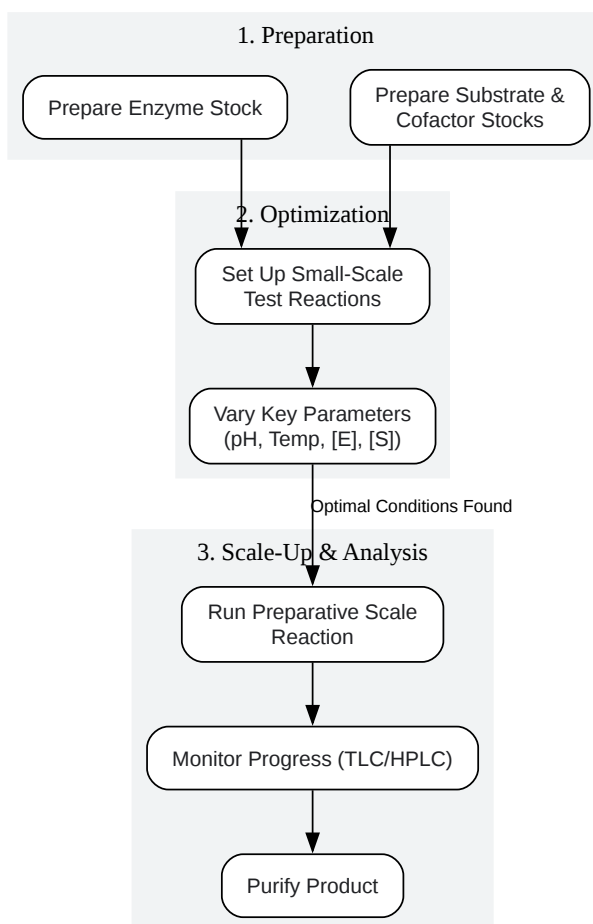 1. Preparation
Prepare Enzyme Stock
Prepare Substrate &
Cofactor Stocks
2. Optimization
Set Up Small-Scale
Test Reactions
Vary Key Parameters
(pH, Temp, [E], [S])
Optimal Conditions Found
3. Scale-Up & Analysis
Run Preparative Scale
Reaction
Monitor Progress (TLC/HPLC)
Purify Product